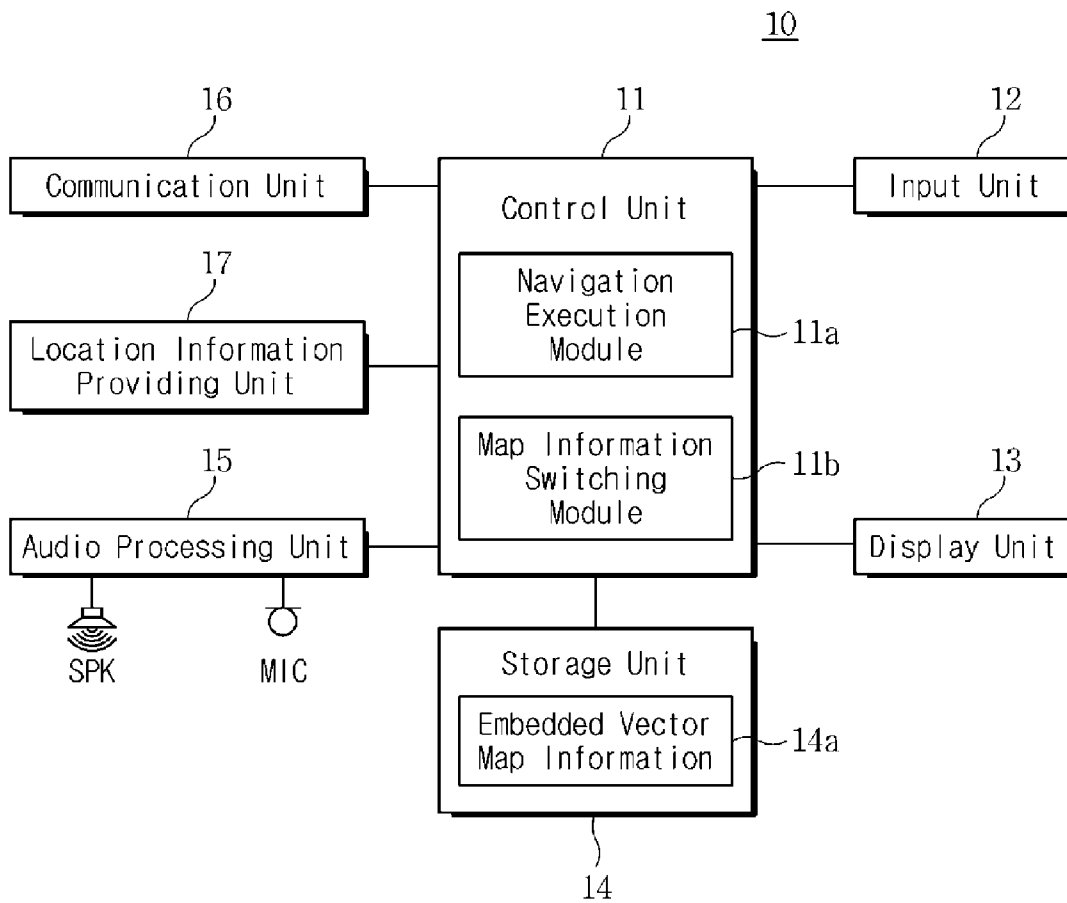 10
16
11
12
Communication Unit
Control Unit
Input Unit
17
Navigation
Execution
Module
11a
Location Information
Providing Unit
Map Information
Switching
Module
11b
15
13
Audio Processing Unit
Display Unit
SPK
MIC
Storage Unit
Embedded Vector
Map Information
14a
14